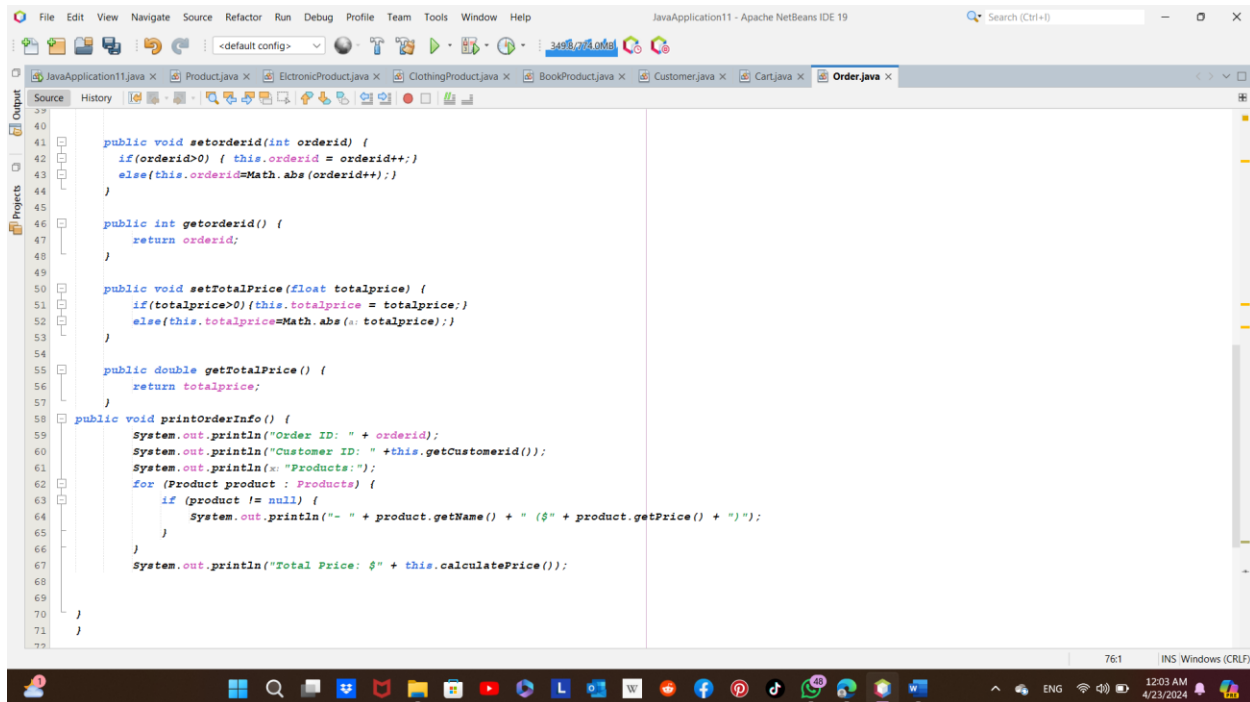 File Edit View Navigate Source Refactor Run Debug Profile Team Tools Window Help JavaApplication11 - Apache NetBeans IDE 19 Search (Ctrl+I)
<default config>
JavaApplication11.java × Product.java × ElctronicProduct.java × ClothingProduct.java × BookProduct.java × Customer.java × Cart.java × Order.java ×
Source History
Output
Projects
39
40
41 public void setorderid(int orderid) {
42 if(orderid>0) { this.orderid = orderid++;}
43 else{this.orderid=Math.abs(orderid++);}
44 }
45
46 public int getorderid() {
47 return orderid;
48 }
49
50 public void setTotalPrice(float totalprice) {
51 if(totalprice>0){this.totalprice = totalprice;}
52 else{this.totalprice=Math.abs(a: totalprice);}
53 }
54
55 public double getTotalPrice() {
56 return totalprice;
57 }
58 public void printOrderInfo() {
59 System.out.println("Order ID: " + orderid);
60 System.out.println("Customer ID: " +this.getCustomerid());
61 System.out.println(x: "Products:");
62 for (Product product : Products) {
63 if (product != null) {
64 System.out.println("- " + product.getName() + " ($" + product.getPrice() + ")");
65 }
66 }
67 System.out.println("Total Price: $" + this.calculatePrice());
68
69
70 }
71 }
72
76:1 INS Windows (CRLF)
1
48
ENG
12:03 AM
4/23/2024